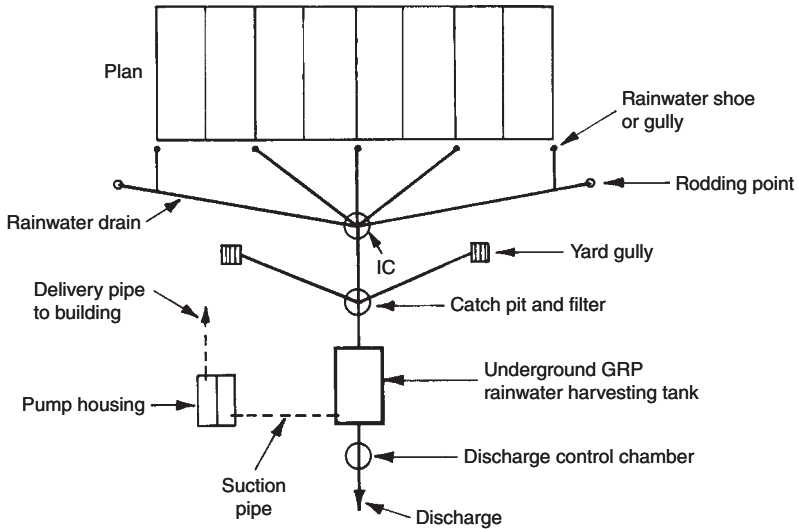 Plan
Rainwater shoe
or gully
Rodding point
Rainwater drain
Yard gully
IC
Delivery pipe
to building
Catch pit and filter
Underground GRP
rainwater harvesting tank
Pump housing
Discharge control chamber
Suction
pipe
Discharge